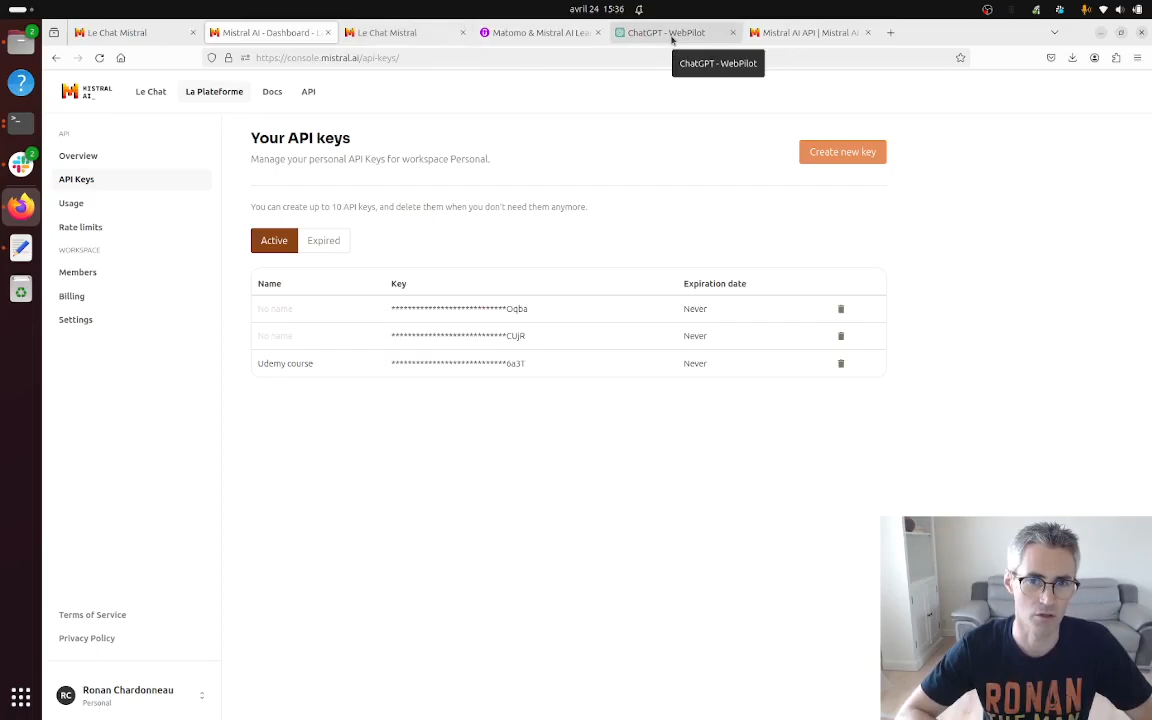 avril 24 15:36
Le Chat Mistral
Mistral AI - Dashboard - L
Le Chat Mistral
Matomo & Mistral AI Lea
ChatGPT - WebPilot
Mistral AI API | Mistral A
https://console.mistral.ai/api-keys/
ChatGPT - WebPilot
MISTRAL
AI_
Le Chat
La Plateforme
Docs
API
API
Overview
API Keys
Usage
Rate limits
WORKSPACE
Members
Billing
Settings
Your API keys
Manage your personal API Keys for workspace Personal.
Create new key
You can create up to 10 API keys, and delete them when you don't need them anymore.
Active
Expired
Name Key Expiration date
No name ****************************Oqba Never
No name ****************************CUjR Never
Udemy course ****************************6a3T Never
Terms of Service
Privacy Policy
RC
Ronan Chardonneau
Personal
2
2
RONAN
THE MAN